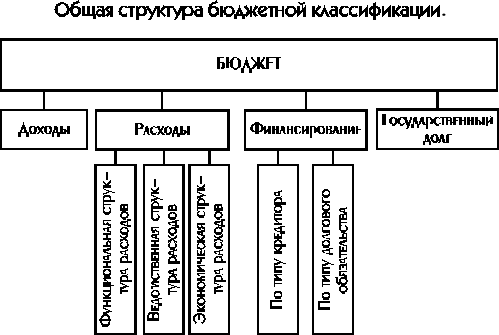 Общая структура бюджетной классификации.
БЮДЖЕТ
Доходы
Расходы
Финансирование
Государственный
долг
Функциональная струк-
тура расходов
Ведомственная струк-
тура расходов
Экономическая струк-
тура расходов
По типу кредитора
По типу долгового
обязательства